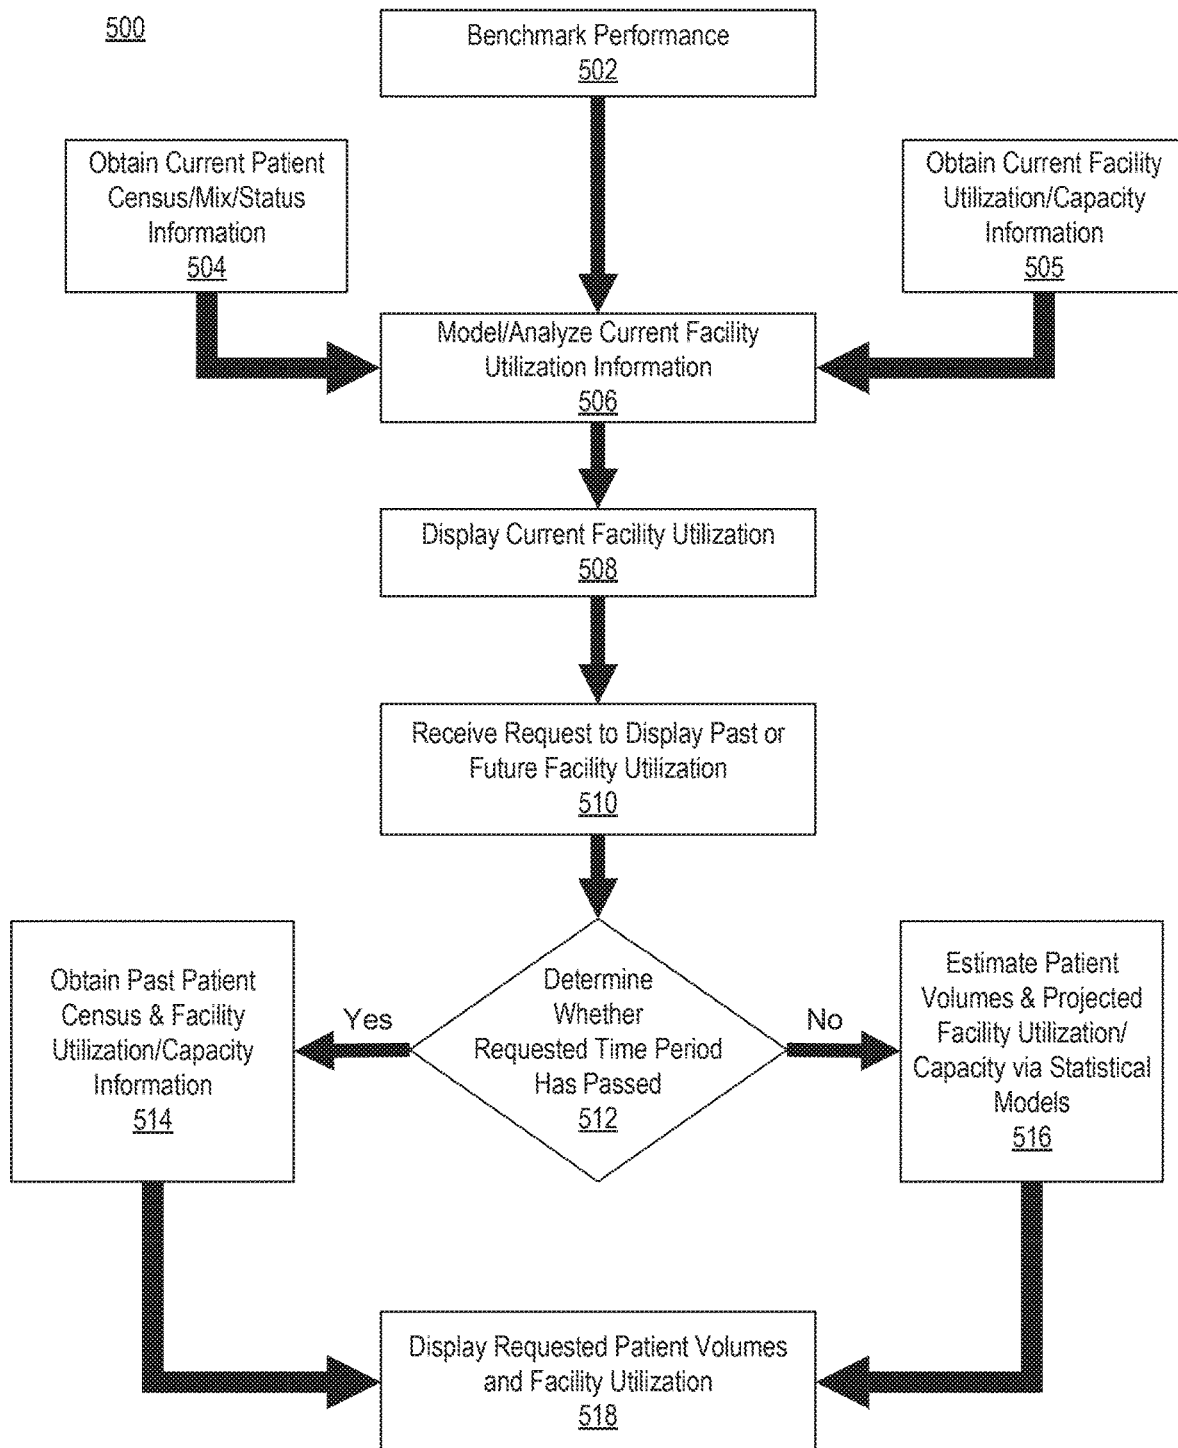 500
Benchmark Performance
502
Obtain Current Patient
Census/Mix/Status
Information
504
Obtain Current Facility
Utilization/Capacity
Information
505
Model/Analyze Current Facility
Utilization Information
506
Display Current Facility Utilization
508
Receive Request to Display Past or
Future Facility Utilization
510
Obtain Past Patient
Census & Facility
Utilization/Capacity
Information
514
Yes
Determine
Whether
Requested Time Period
Has Passed
512
No
Estimate Patient
Volumes & Projected
Facility Utilization/
Capacity via Statistical
Models
516
Display Requested Patient Volumes
and Facility Utilization
518